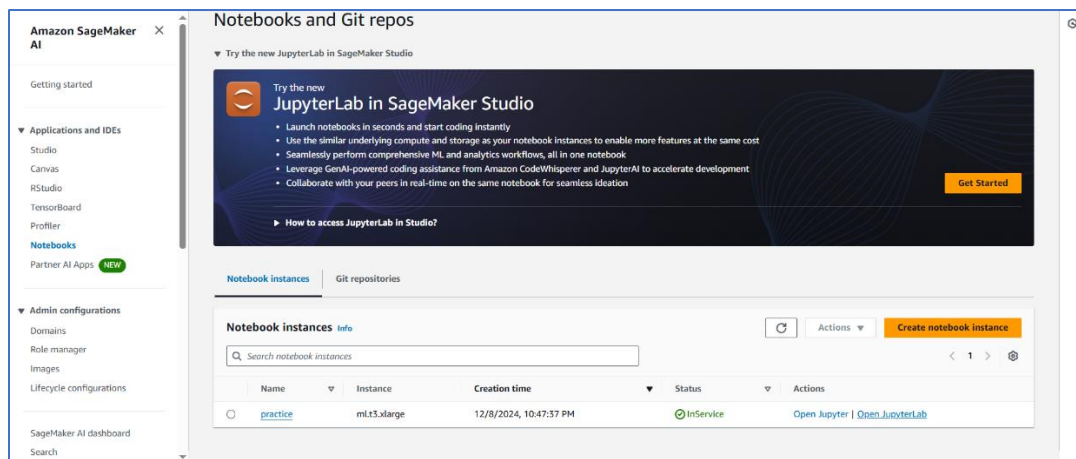 Amazon SageMaker
AI
Getting started
Applications and IDEs
Studio
Canvas
RStudio
TensorBoard
Profiler
Notebooks
Partner AI Apps NEW
Admin configurations
Domains
Role manager
Images
Lifecycle configurations
SageMaker AI dashboard
Search
Notebooks and Git repos
Try the new JupyterLab in SageMaker Studio
Try the new
JupyterLab in SageMaker Studio
• Launch notebooks in seconds and start coding instantly
• Use the similar underlying compute and storage as your notebook instances to enable more features at the same cost
• Seamlessly perform comprehensive ML and analytics workflows, all in one notebook
• Leverage GenAI-powered coding assistance from Amazon CodeWhisperer and JupyterAI to accelerate development
• Collaborate with your peers in real-time on the same notebook for seamless ideation
Get Started
How to access JupyterLab in Studio?
Notebook instances Git repositories
Notebook instances Info
Actions Create notebook instance
Search notebook instances
1
Name Instance Creation time Status Actions
practice ml.t3.xlarge 12/8/2024, 10:47:37 PM InService Open Jupyter | Open JupyterLab